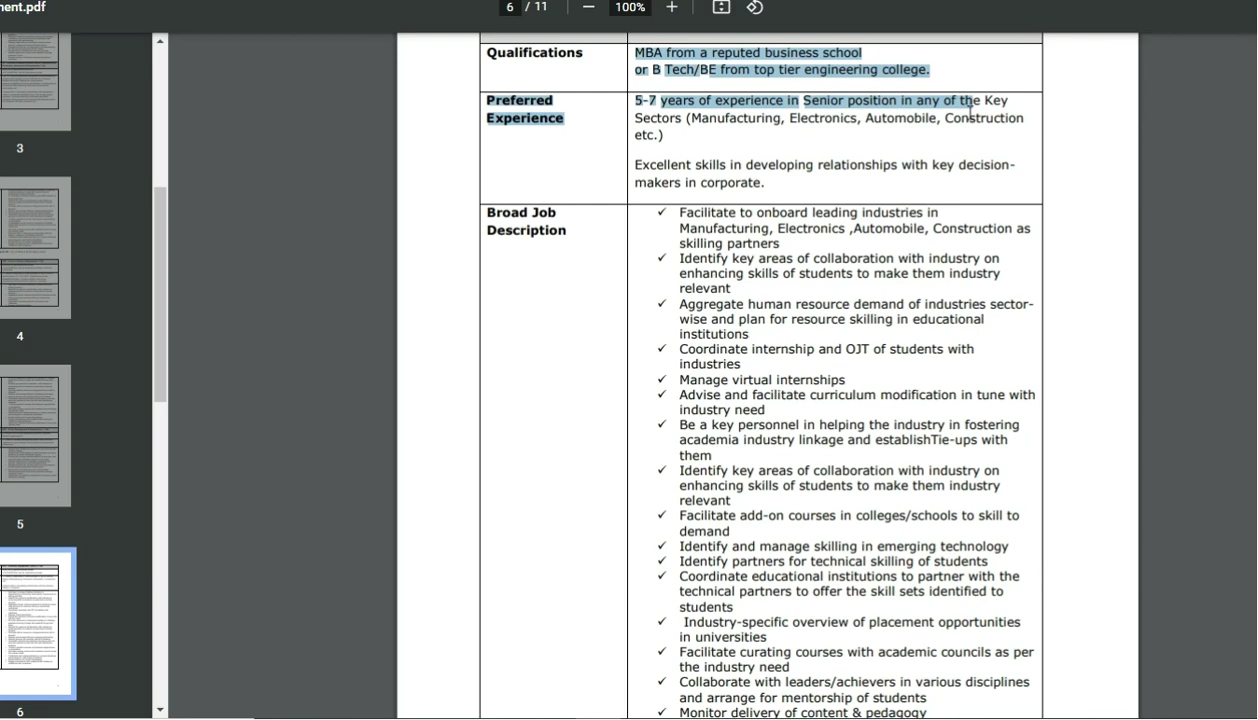 ment.pdf
6 / 11
100%
3
4
5
6
Qualifications
MBA from a reputed business school
or B Tech/BE from top tier engineering college.
Preferred
Experience
5-7 years of experience in Senior position in any of the Key
Sectors (Manufacturing, Electronics, Automobile, Construction
etc.)
Excellent skills in developing relationships with key decision-
makers in corporate.
Broad Job
Description
✓ Facilitate to onboard leading industries in
Manufacturing, Electronics ,Automobile, Construction as
skilling partners
✓ Identify key areas of collaboration with industry on
enhancing skills of students to make them industry
relevant
✓ Aggregate human resource demand of industries sector-
wise and plan for resource skilling in educational
institutions
✓ Coordinate internship and OJT of students with
industries
✓ Manage virtual internships
✓ Advise and facilitate curriculum modification in tune with
industry need
✓ Be a key personnel in helping the industry in fostering
academia industry linkage and establishTie-ups with
them
✓ Identify key areas of collaboration with industry on
enhancing skills of students to make them industry
relevant
✓ Facilitate add-on courses in colleges/schools to skill to
demand
✓ Identify and manage skilling in emerging technology
✓ Identify partners for technical skilling of students
✓ Coordinate educational institutions to partner with the
technical partners to offer the skill sets identified to
students
✓ Industry-specific overview of placement opportunities
in universities
✓ Facilitate curating courses with academic councils as per
the industry need
✓ Collaborate with leaders/achievers in various disciplines
and arrange for mentorship of students
✓ Monitor delivery of content & pedagogy